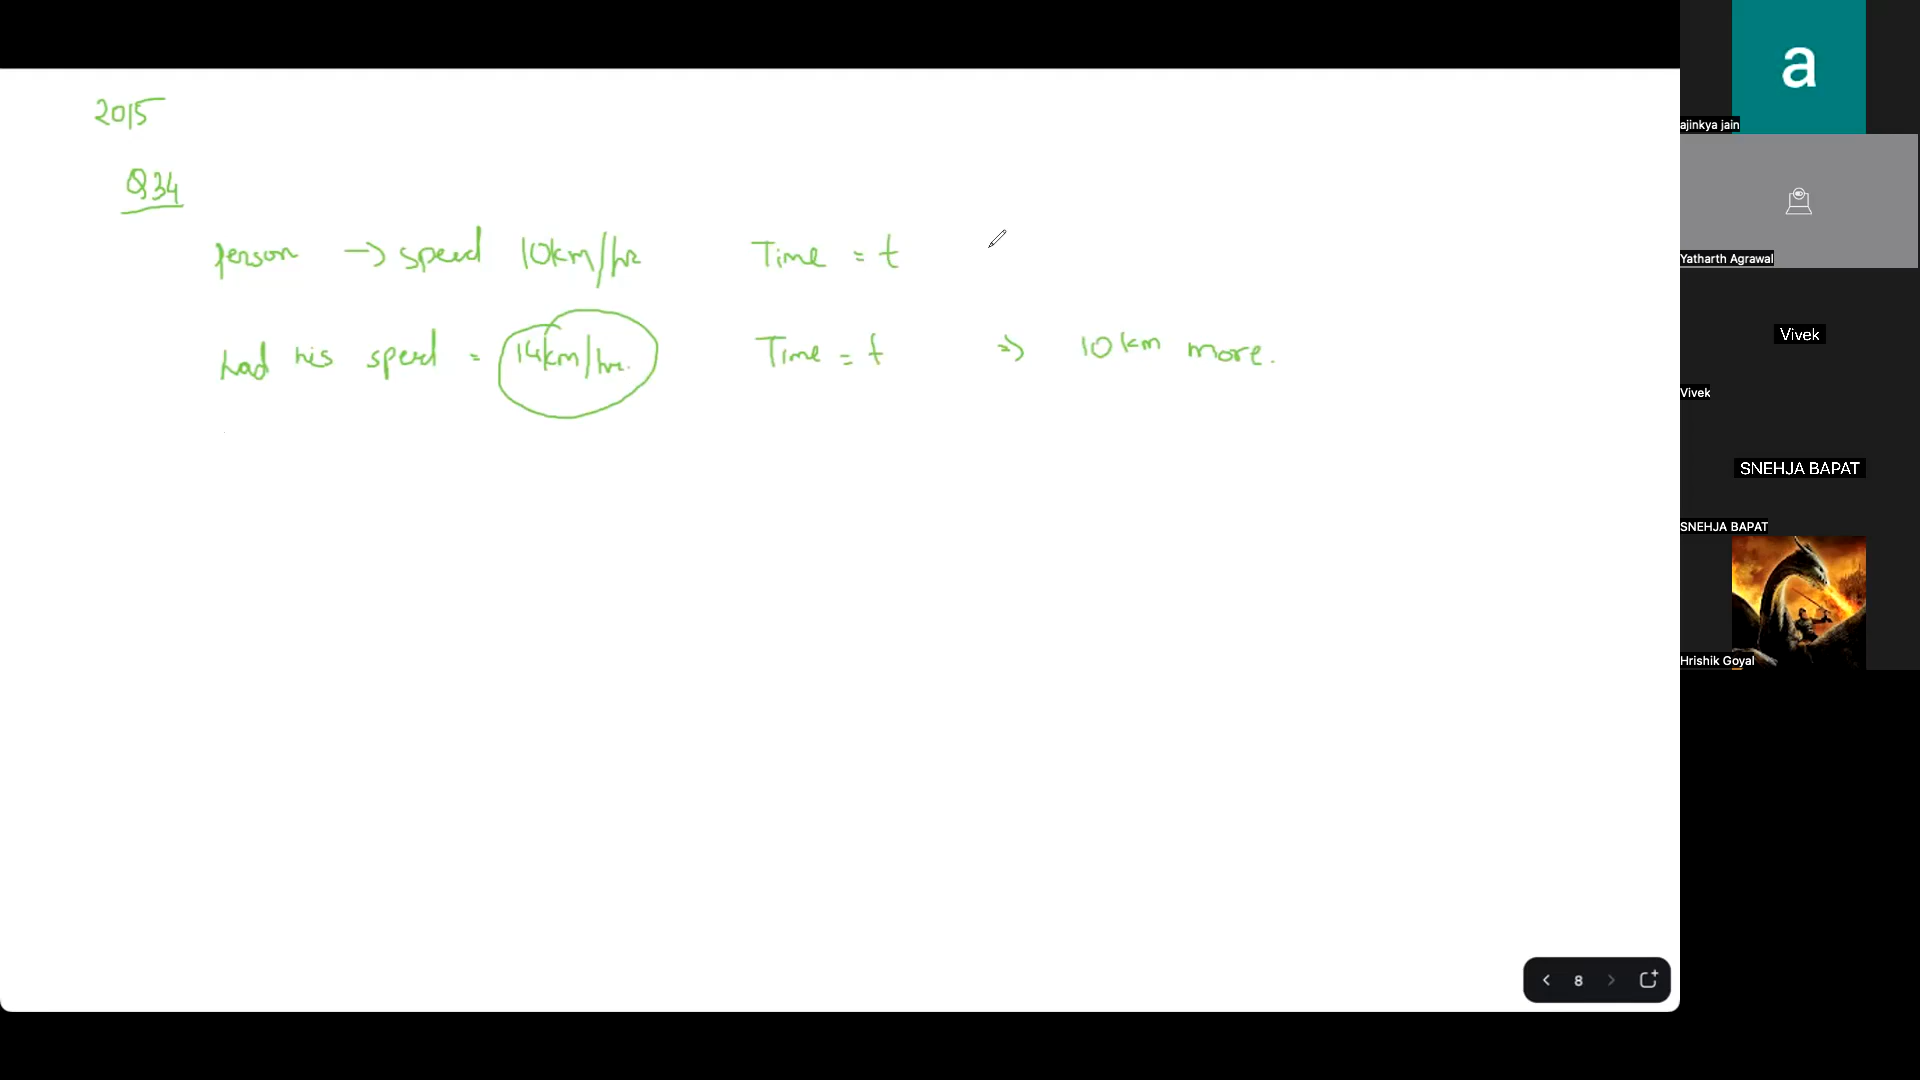 2015
Q34
person → speed 10km/hr Time = t
had his speed = 14km/hr. Time = t ⇒ 10 km more.
a
ajinkya jain
Yatharth Agrawal
Vivek
Vivek
SNEHJA BAPAT
SNEHJA BAPAT
Hrishik Goyal
8